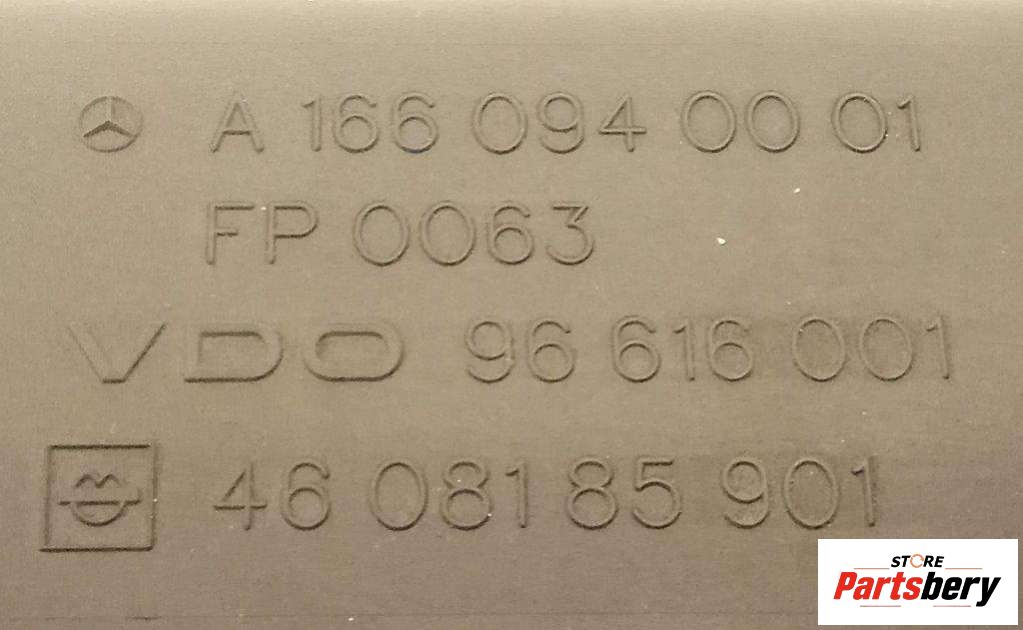 A 166 094 00 01
FP 0063
VDO 96 616 001
46 081 85 901
STORE
Partsbery